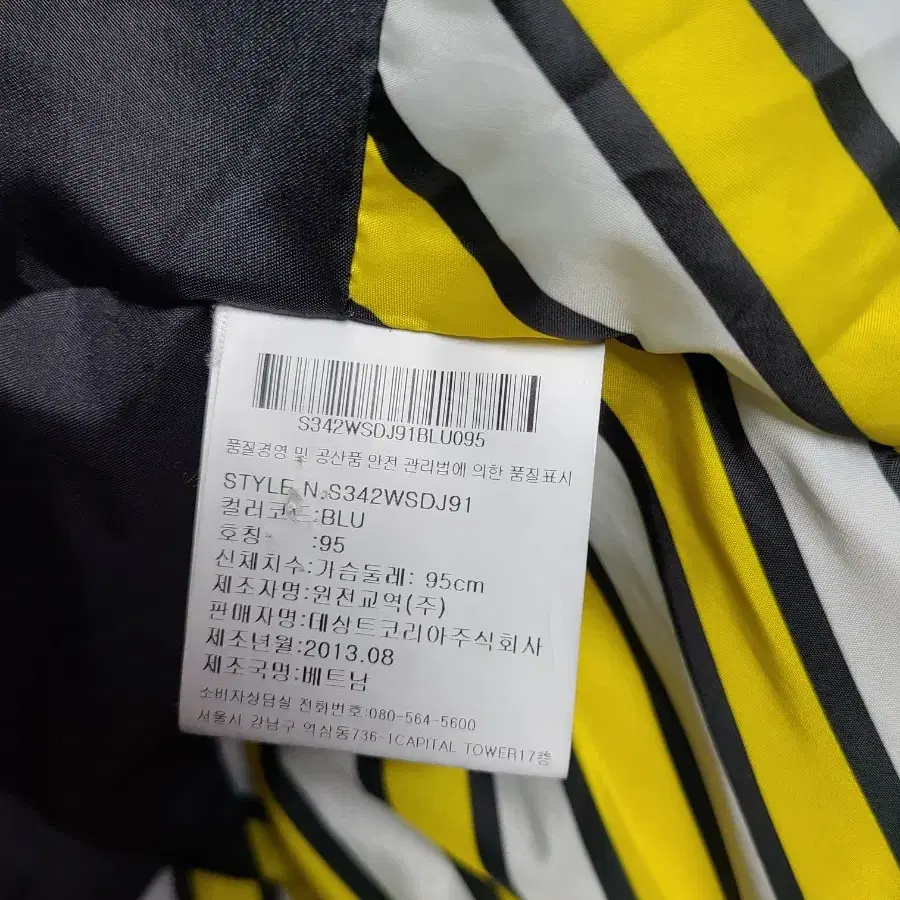 S342WSDJ91BLU095
품질경영 및 공산품 안전 관리법에 의한 품질표시
STYLE N.S342WSDJ91
컬러코드:BLU
호칭 :95
신체치수:가슴둘레: 95cm
제조자명:원전교역(주)
판매자명:데상트코리아주식회사
제조년월:2013.08
제조국명:베트남
소비자상담실 전화번호:080-564-5600
서울시 강남구 역삼동736-1CAPITAL TOWER17층